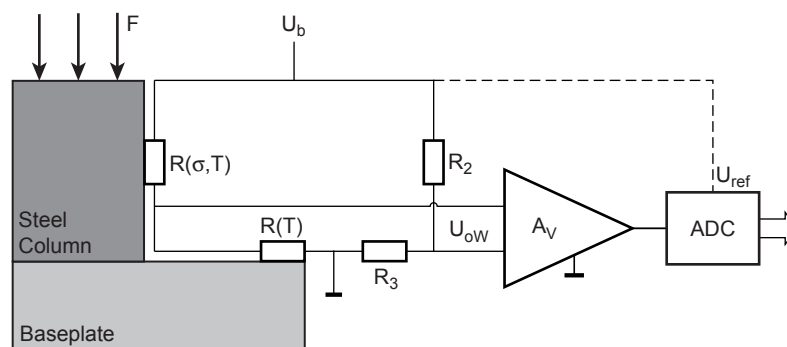 F
U_b
R(σ,T)
R_2
U_ref
Steel
Column
R(T)
U_oW
A_V
ADC
R_3
Baseplate